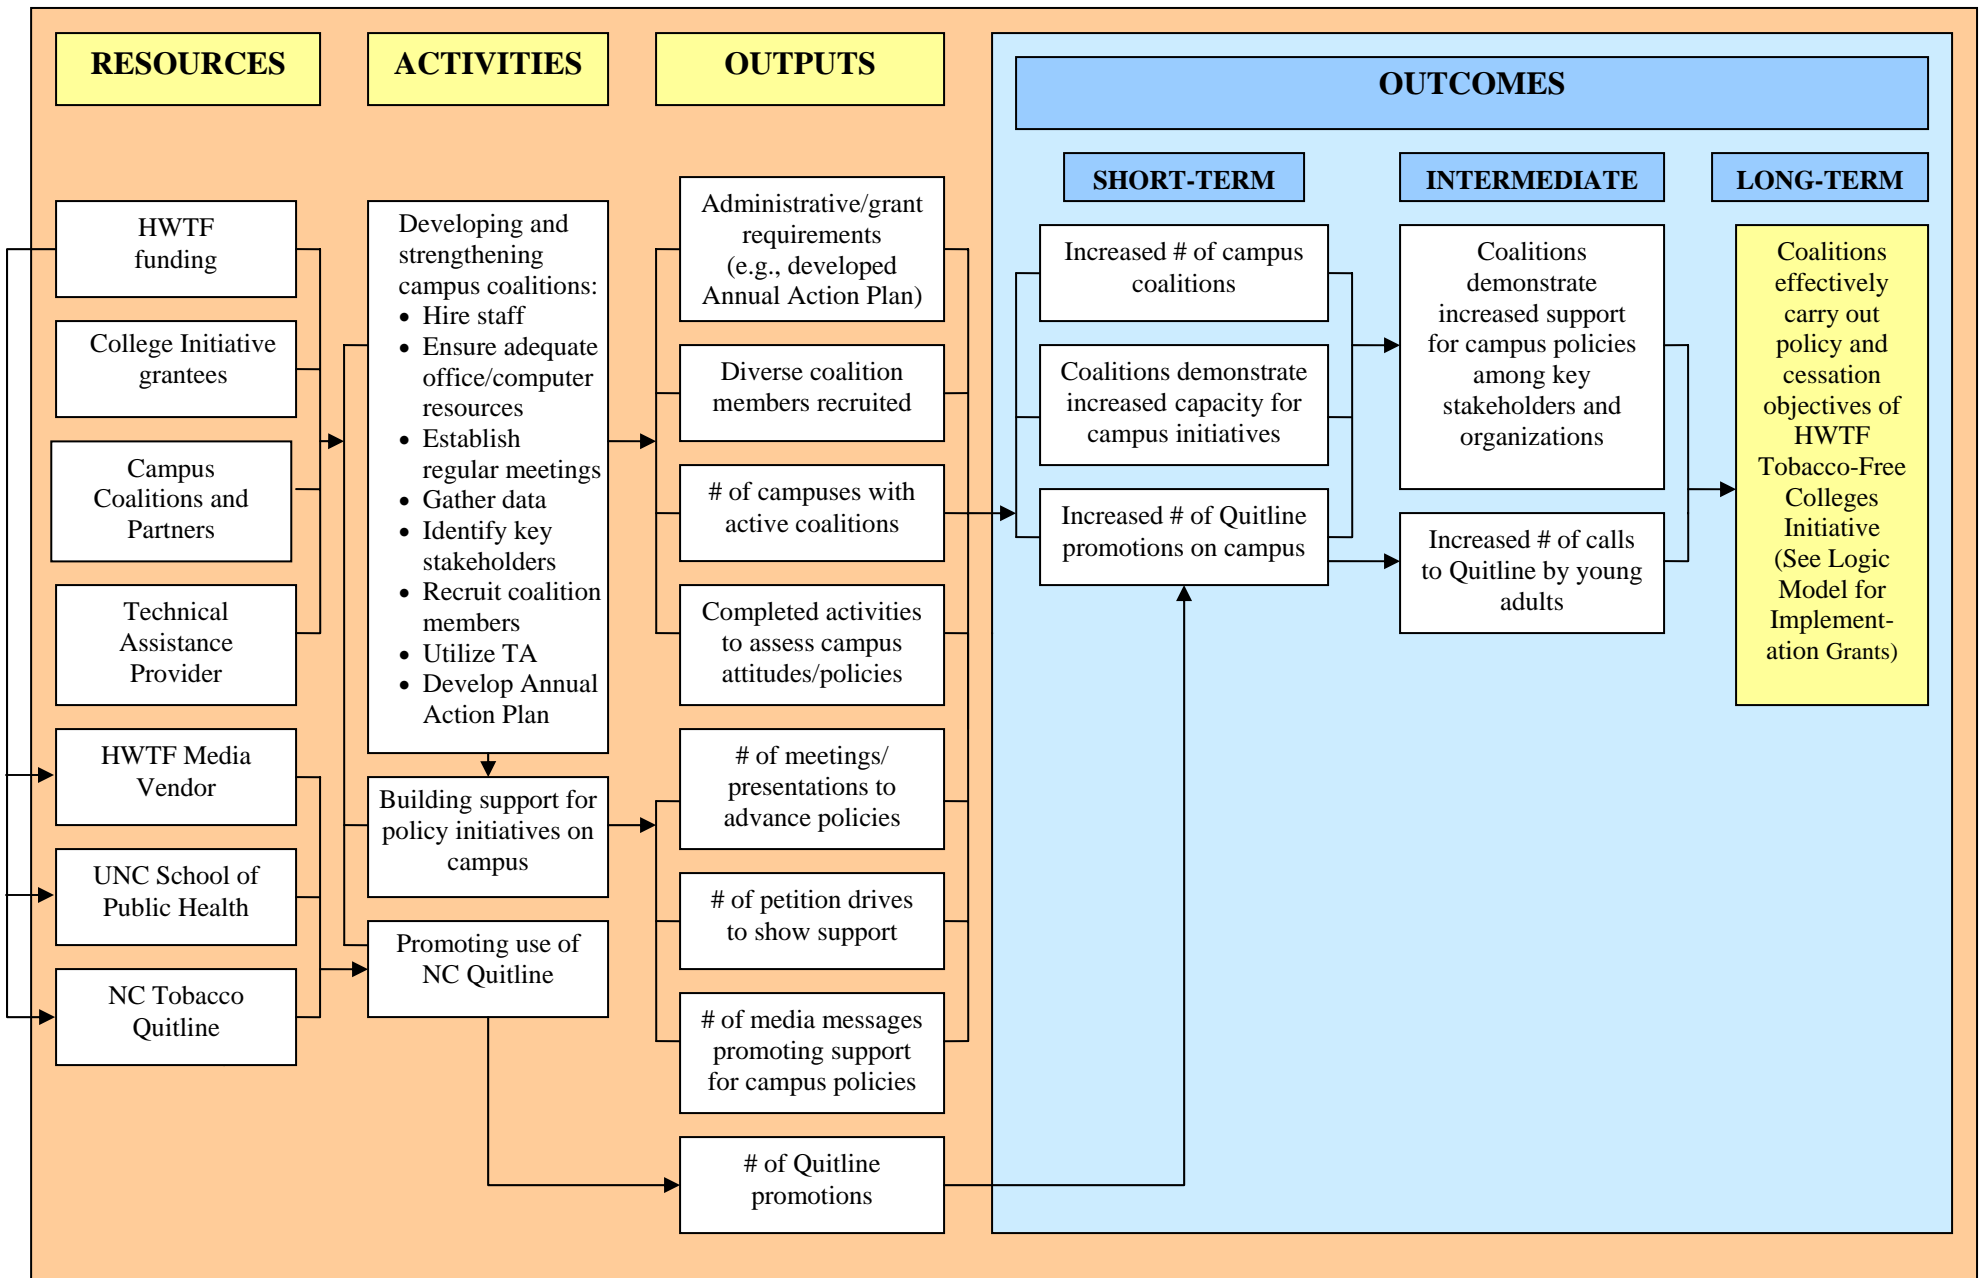 RESOURCES
ACTIVITIES
OUTPUTS
OUTCOMES
SHORT-TERM
INTERMEDIATE
LONG-TERM
HWTF
funding
College Initiative
grantees
Campus
Coalitions and
Partners
Technical
Assistance
Provider
HWTF Media
Vendor
UNC School of
Public Health
NC Tobacco
Quitline
Developing and
strengthening
campus coalitions:
• Hire staff
• Ensure adequate
office/computer
resources
• Establish
regular meetings
• Gather data
• Identify key
stakeholders
• Recruit coalition
members
• Utilize TA
• Develop Annual
Action Plan
Building support for
policy initiatives on
campus
Promoting use of
NC Quitline
Administrative/grant
requirements
(e.g., developed
Annual Action Plan)
Diverse coalition
members recruited
# of campuses with
active coalitions
Completed activities
to assess campus
attitudes/policies
# of meetings/
presentations to
advance policies
# of petition drives
to show support
# of media messages
promoting support
for campus policies
# of Quitline
promotions
Increased # of campus
coalitions
Coalitions demonstrate
increased capacity for
campus initiatives
Increased # of Quitline
promotions on campus
Coalitions
demonstrate
increased support
for campus policies
among key
stakeholders and
organizations
Increased # of calls
to Quitline by young
adults
Coalitions
effectively
carry out
policy and
cessation
objectives of
HWTF
Tobacco-Free
Colleges
Initiative
(See Logic
Model for
Implement-
ation Grants)